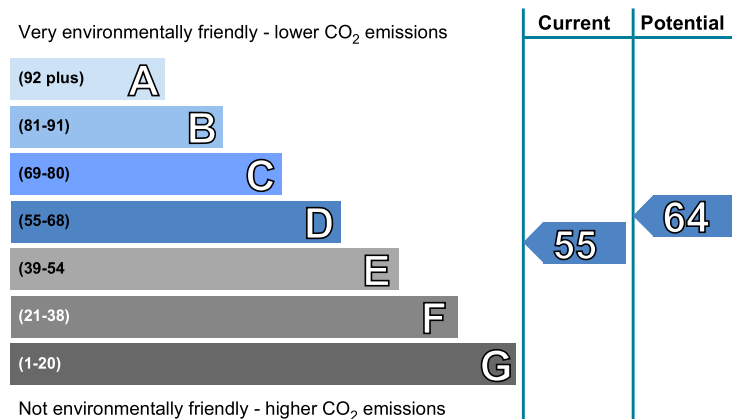 Very environmentally friendly - lower CO2 emissions
Current
Potential
(92 plus) A
(81-91) B
(69-80) C
(55-68) D
(39-54 E
(21-38) F
(1-20) G
55
64
Not environmentally friendly - higher CO2 emissions